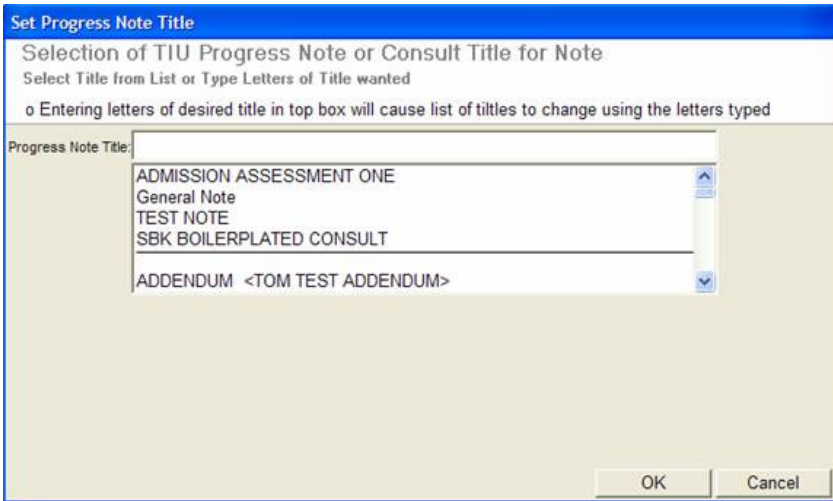 Set Progress Note Title
Selection of TIU Progress Note or Consult Title for Note
Select Title from List or Type Letters of Title wanted
o Entering letters of desired title in top box will cause list of tiltles to change using the letters typed
Progress Note Title:
ADMISSION ASSESSMENT ONE
General Note
TEST NOTE
SBK BOILERPLATED CONSULT
ADDENDUM <TOM TEST ADDENDUM>
OK Cancel